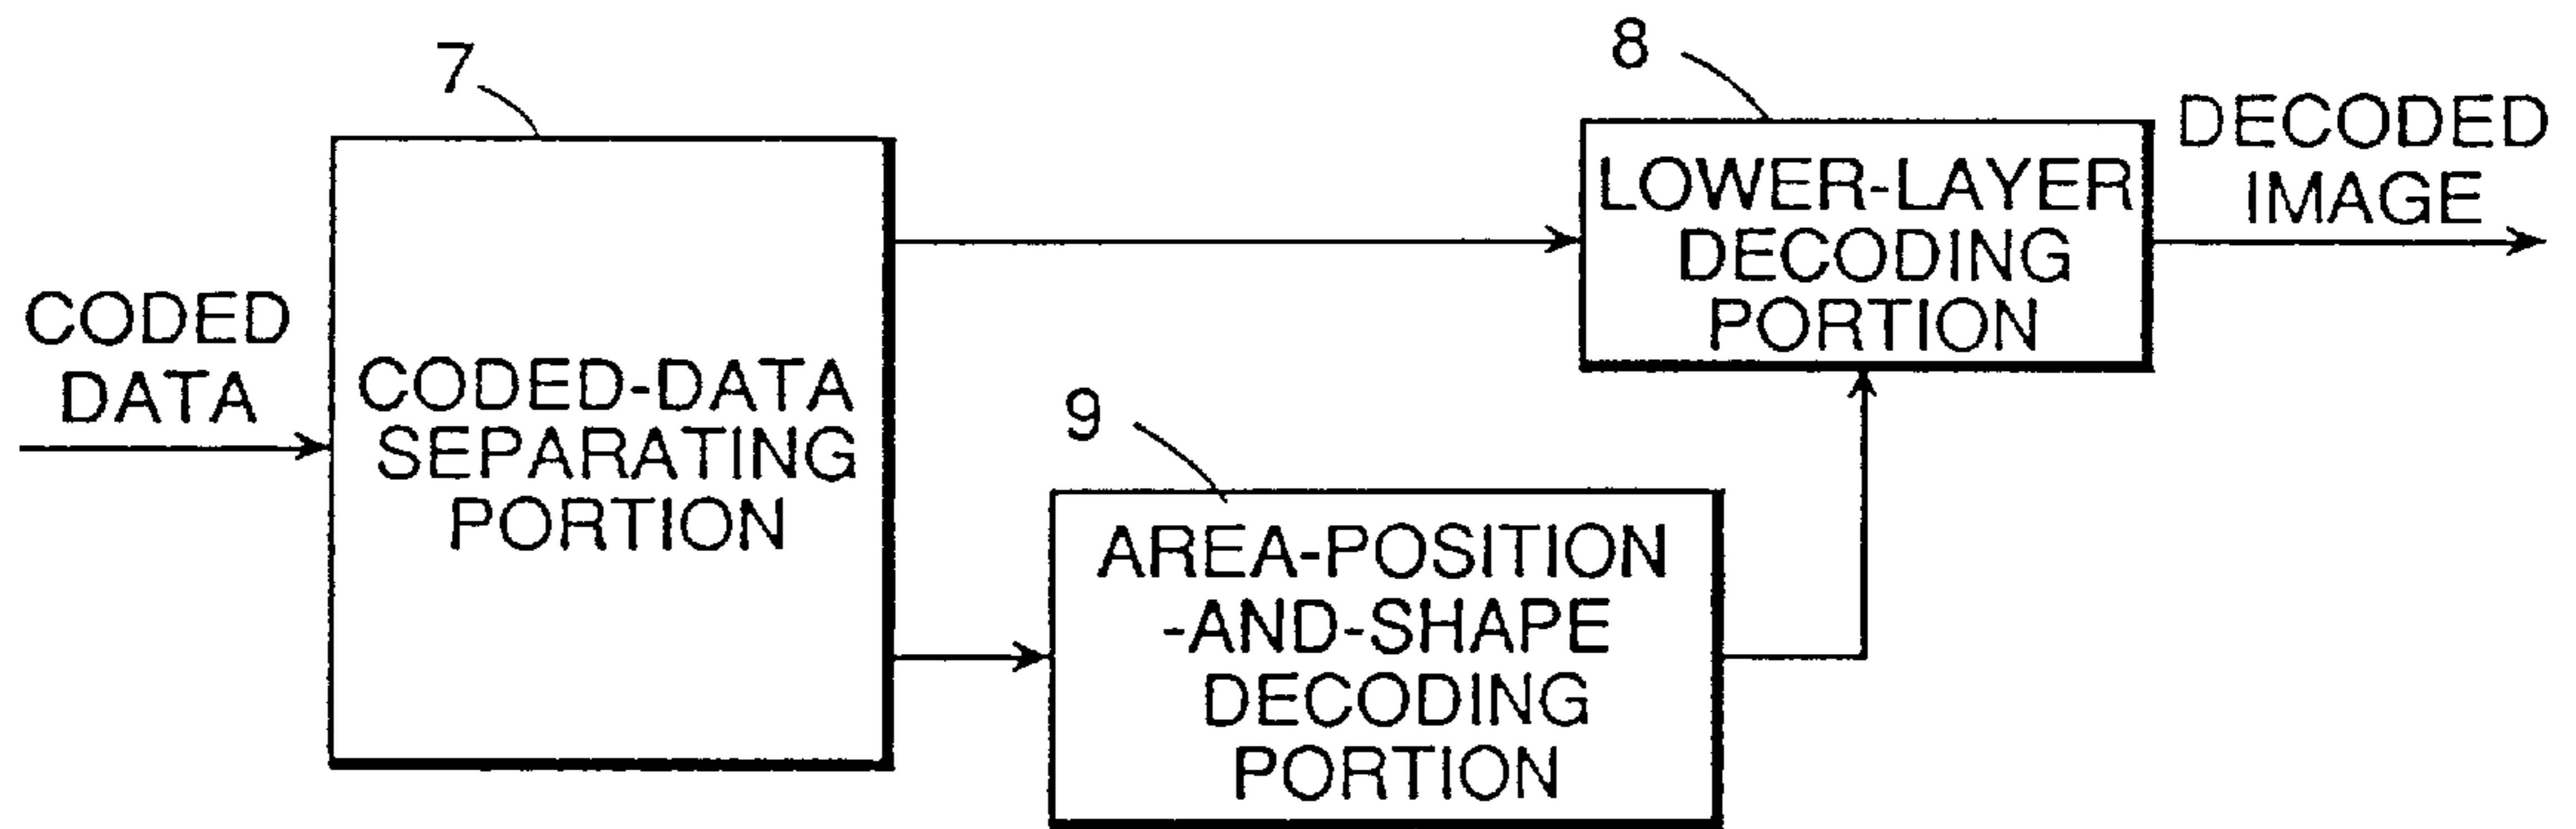 7
8
DECODED
IMAGE
LOWER-LAYER
DECODING
PORTION
CODED
DATA
CODED-DATA
SEPARATING
PORTION
9
AREA-POSITION
-AND-SHAPE
DECODING
PORTION